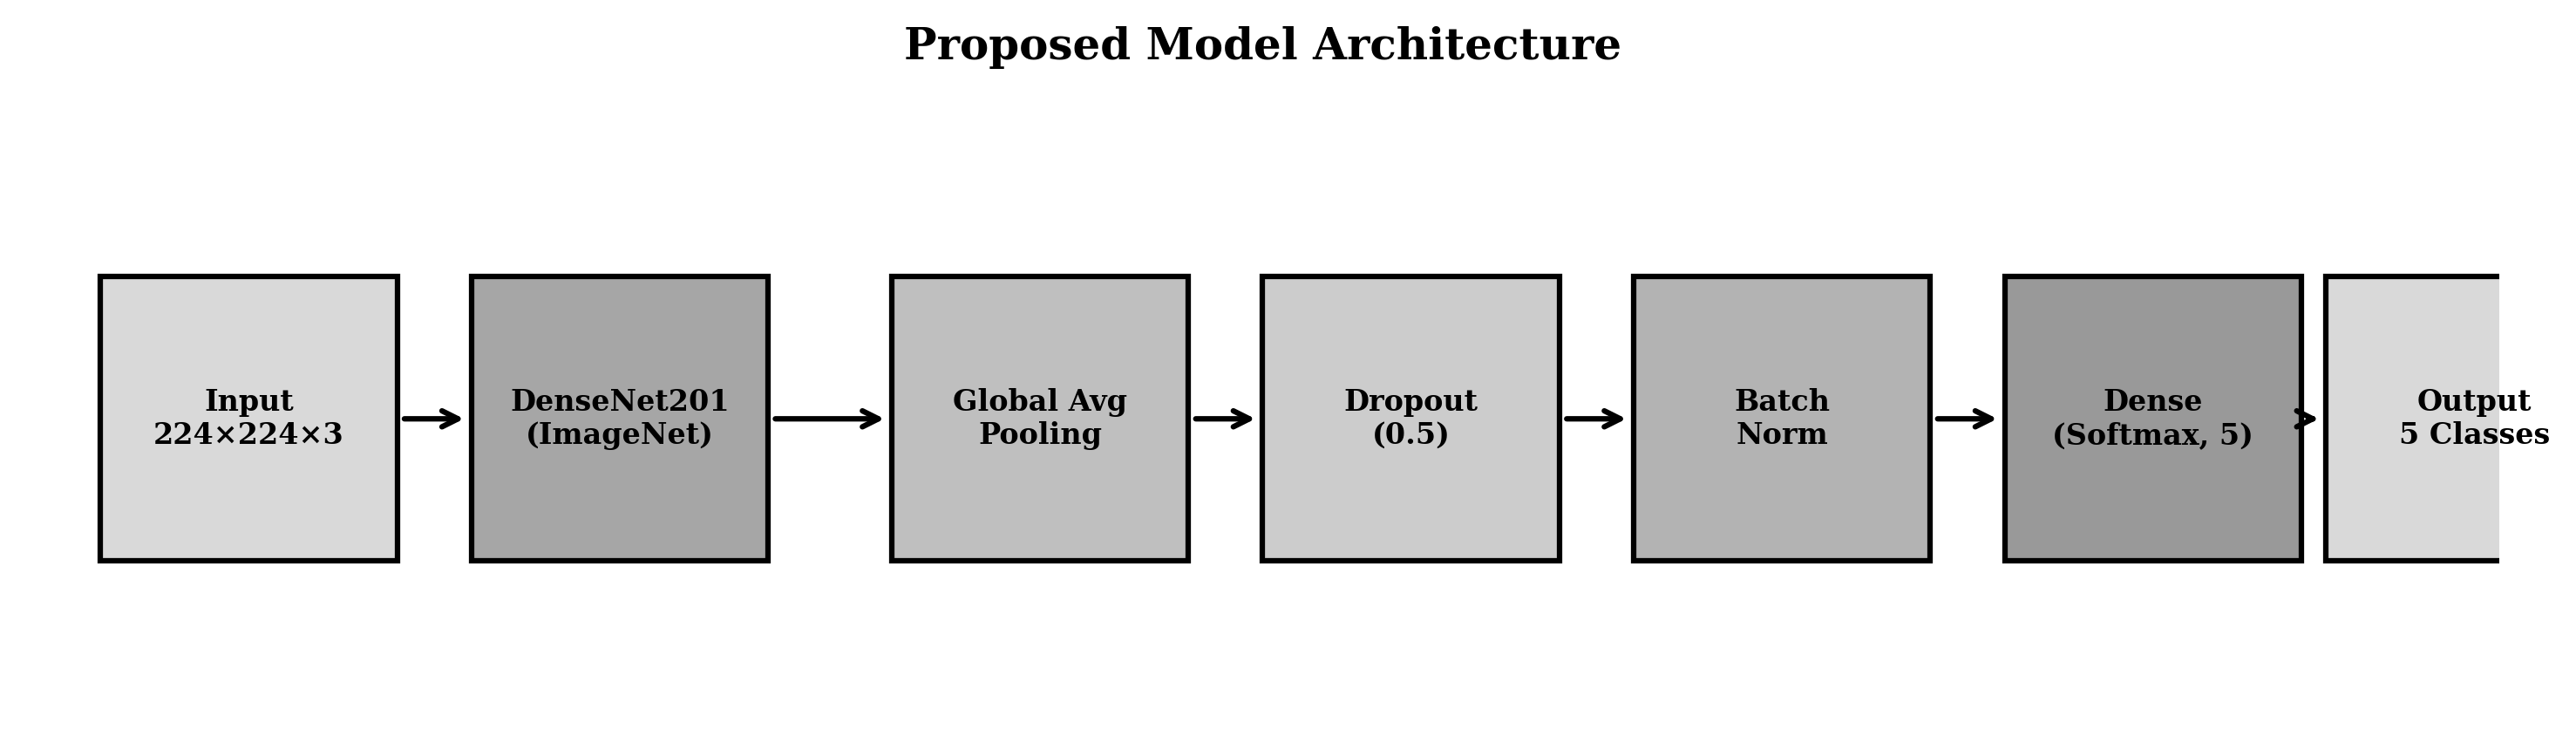 Proposed Model Architecture
Input
224×224×3
DenseNet201
(ImageNet)
Global Avg
Pooling
Dropout
(0.5)
Batch
Norm
Dense
(Softmax, 5)
Output
5 Classes